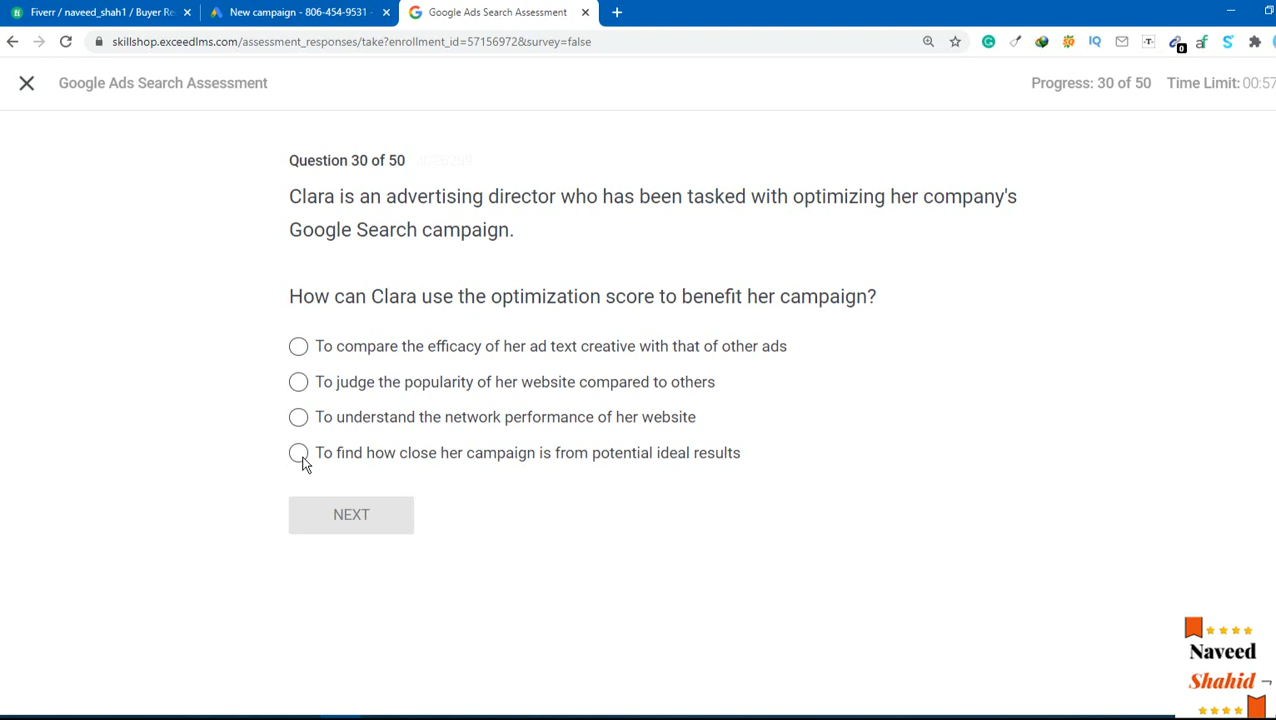 Fiverr / naveed_shah1 / Buyer Re
New campaign - 806-454-9531 -
Google Ads Search Assessment
skillshop.exceedlms.com/assessment_responses/take?enrollment_id=57156972&survey=false
Google Ads Search Assessment
Progress: 30 of 50
Time Limit: 00:57
Question 30 of 50
Clara is an advertising director who has been tasked with optimizing her company's
Google Search campaign.
How can Clara use the optimization score to benefit her campaign?
To compare the efficacy of her ad text creative with that of other ads
To judge the popularity of her website compared to others
To understand the network performance of her website
To find how close her campaign is from potential ideal results
NEXT
Naveed
Shahid